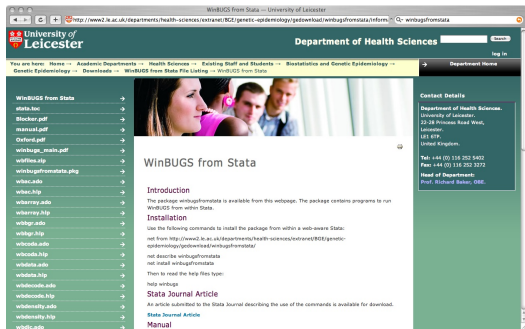 WinBUGS from Stata — University of Leicester
http://www2.le.ac.uk/departments/health-sciences/extranet/BGE/genetic-epidemiology/gedownload/winbugsfromstata/inform
winbugsfromstata
University of
Leicester
Department of Health Sciences
Search
log in
You are here: Home → Academic Departments → Health Sciences → Existing Staff and Students → Biostatistics and Genetic Epidemiology →
Genetic Epidemiology → Downloads → WinBUGS from Stata File Listing → WinBUGS from Stata
→ Department Home
WinBUGS from Stata →
stata.toc →
Blocker.pdf →
manual.pdf →
Oxford.pdf →
winbugs_main.pdf →
wbfiles.zip →
winbugsfromstata.pkg →
wbac.ado →
wbac.hlp →
wbarray.ado →
wbarray.hlp →
wbbgr.ado →
wbbgr.hlp →
wbcoda.ado →
wbcoda.hlp →
wbdata.ado →
wbdata.hlp →
wbdecode.ado →
wbdecode.hlp →
wbdensity.ado →
wbdensity.hlp →
wbdic.ado →
WinBUGS from Stata
Introduction
The package winbugsfromstata is available from this webpage. The package contains programs to run
WinBUGS from within Stata.
Installation
Use the following commands to install the package from within a web-aware Stata:
net from http://www2.le.ac.uk/departments/health-sciences/extranet/BGE/genetic-
epidemiology/gedownload/winbugsfromstata/
net describe winbugsfromstata
net install winbugsfromstata
Then to read the help files type:
help winbugs
Stata Journal Article
An article submitted to the Stata Journal describing the use of the commands is available for download.
Stata Journal Article
Manual
Contact Details
Department of Health Sciences.
University of Leicester.
22-28 Princess Road West,
Leicester.
LE1 6TP.
United Kingdom.
Tel: +44 (0) 116 252 5402
Fax: +44 (0) 116 252 3272
Head of Department:
Prof. Richard Baker, OBE.